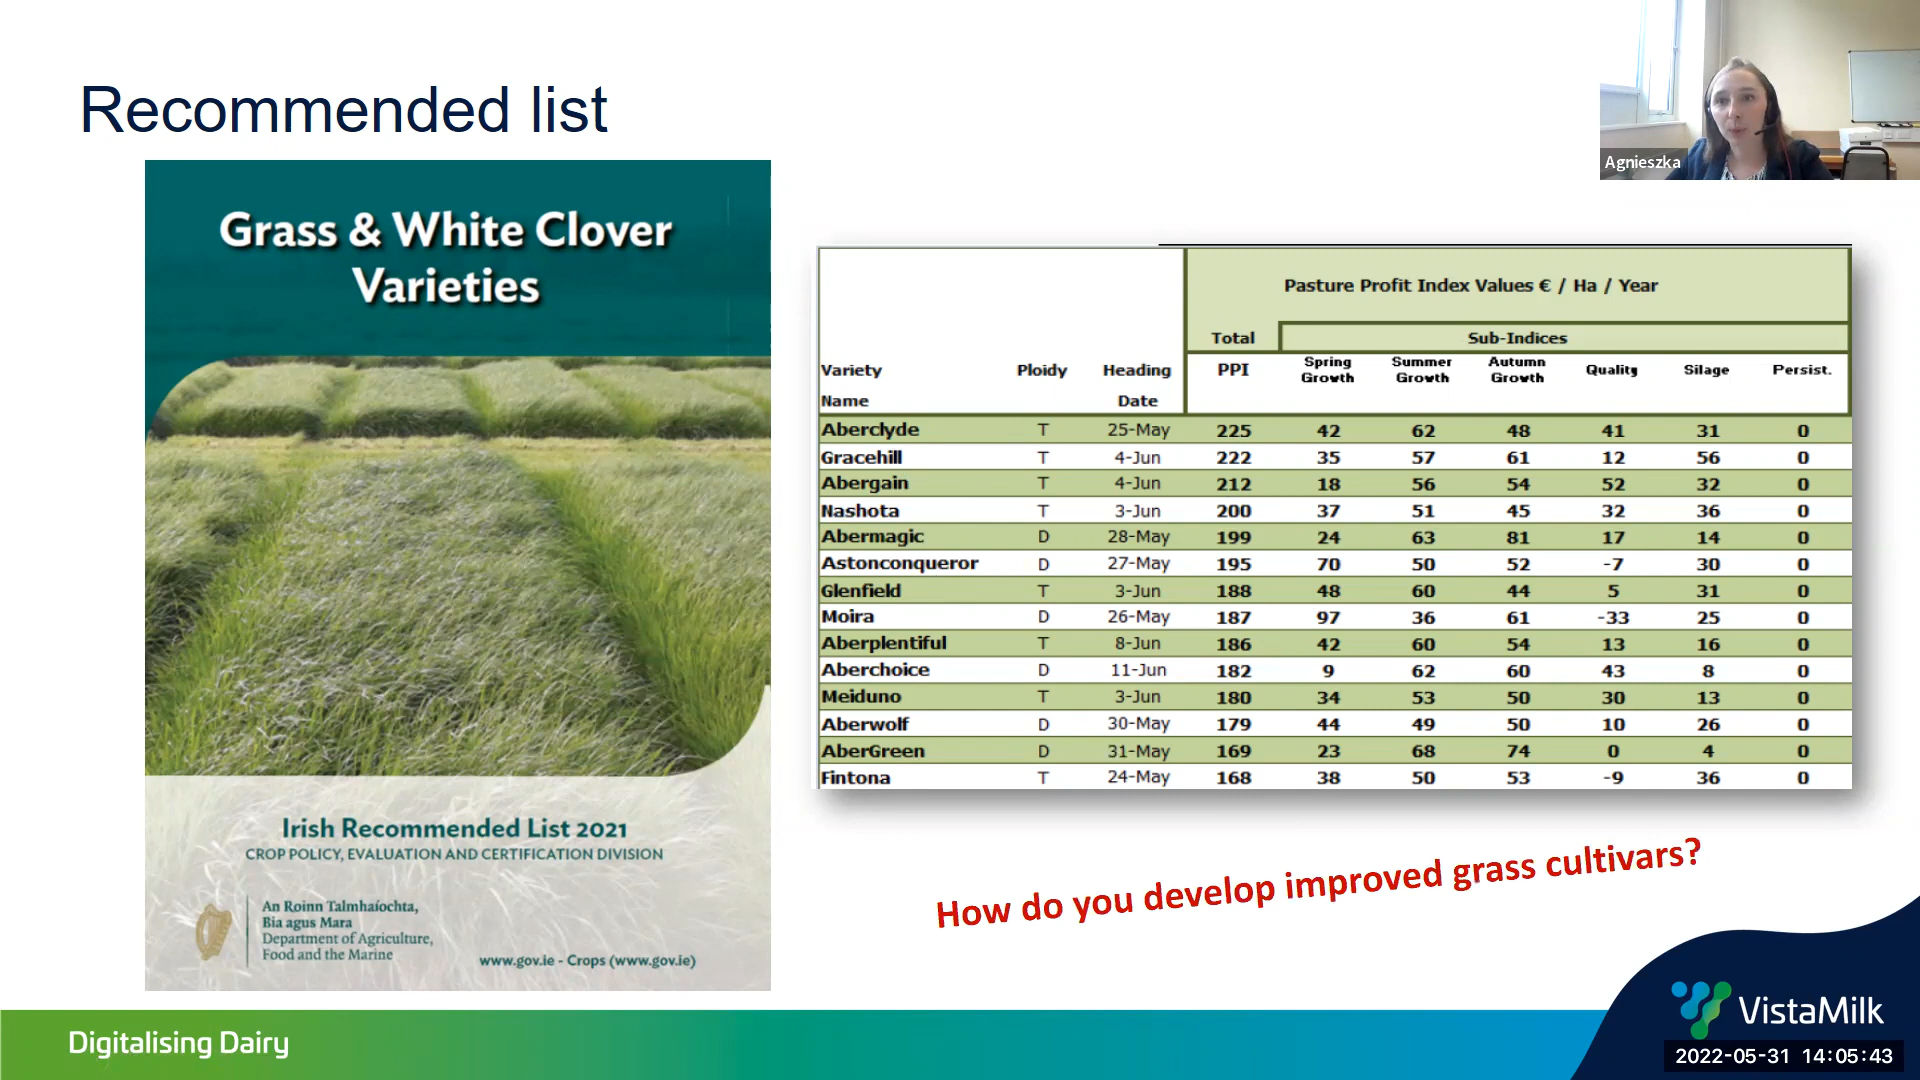 Recommended list
Agnieszka
Grass & White Clover
Varieties
Irish Recommended List 2021
CROP POLICY, EVALUATION AND CERTIFICATION DIVISION
An Roinn Talmhaíochta,
Bia agus Mara
Department of Agriculture,
Food and the Marine
www.gov.ie - Crops (www.gov.ie)
Pasture Profit Index Values € / Ha / Year
Total Sub-Indices
Variety Name Ploidy Heading Date PPI Spring Growth Summer Growth Autumn Growth Quality Silage Persist.
Aberclyde T 25-May 225 42 62 48 41 31 0
Gracehill T 4-Jun 222 35 57 61 12 56 0
Abergain T 4-Jun 212 18 56 54 52 32 0
Nashota T 3-Jun 200 37 51 45 32 36 0
Abermagic D 28-May 199 24 63 81 17 14 0
Astonconqueror D 27-May 195 70 50 52 -7 30 0
Glenfield T 3-Jun 188 48 60 44 5 31 0
Moira D 26-May 187 97 36 61 -33 25 0
Aberplentiful T 8-Jun 186 42 60 54 13 16 0
Aberchoice D 11-Jun 182 9 62 60 43 8 0
Meiduno T 3-Jun 180 34 53 50 30 13 0
Aberwolf D 30-May 179 44 49 50 10 26 0
AberGreen D 31-May 169 23 68 74 0 4 0
Fintona T 24-May 168 38 50 53 -9 36 0
How do you develop improved grass cultivars?
Digitalising Dairy
VistaMilk
2022-05-31 14:05:43